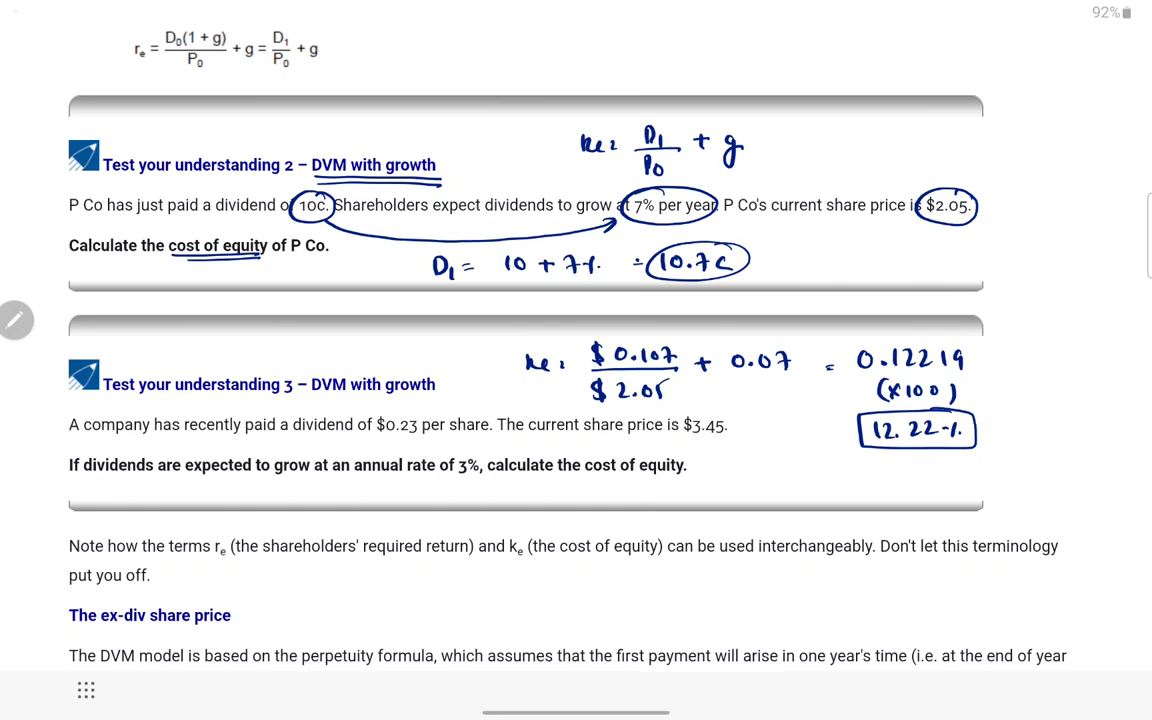 92%
re = D0(1 + g) / P0 + g = D1 / P0 + g
ke = D1 / P0 + g
Test your understanding 2 – DVM with growth
P Co has just paid a dividend of 10c. Shareholders expect dividends to grow at 7% per year. P Co's current share price is $2.05.
Calculate the cost of equity of P Co.
D1 = 10 + 7% = 10.7c
ke = $0.107 / $2.05 + 0.07 = 0.12219
(x100)
12.22%
Test your understanding 3 – DVM with growth
A company has recently paid a dividend of $0.23 per share. The current share price is $3.45.
If dividends are expected to grow at an annual rate of 3%, calculate the cost of equity.
Note how the terms re (the shareholders' required return) and ke (the cost of equity) can be used interchangeably. Don't let this terminology
put you off.
The ex-div share price
The DVM model is based on the perpetuity formula, which assumes that the first payment will arise in one year's time (i.e. at the end of year